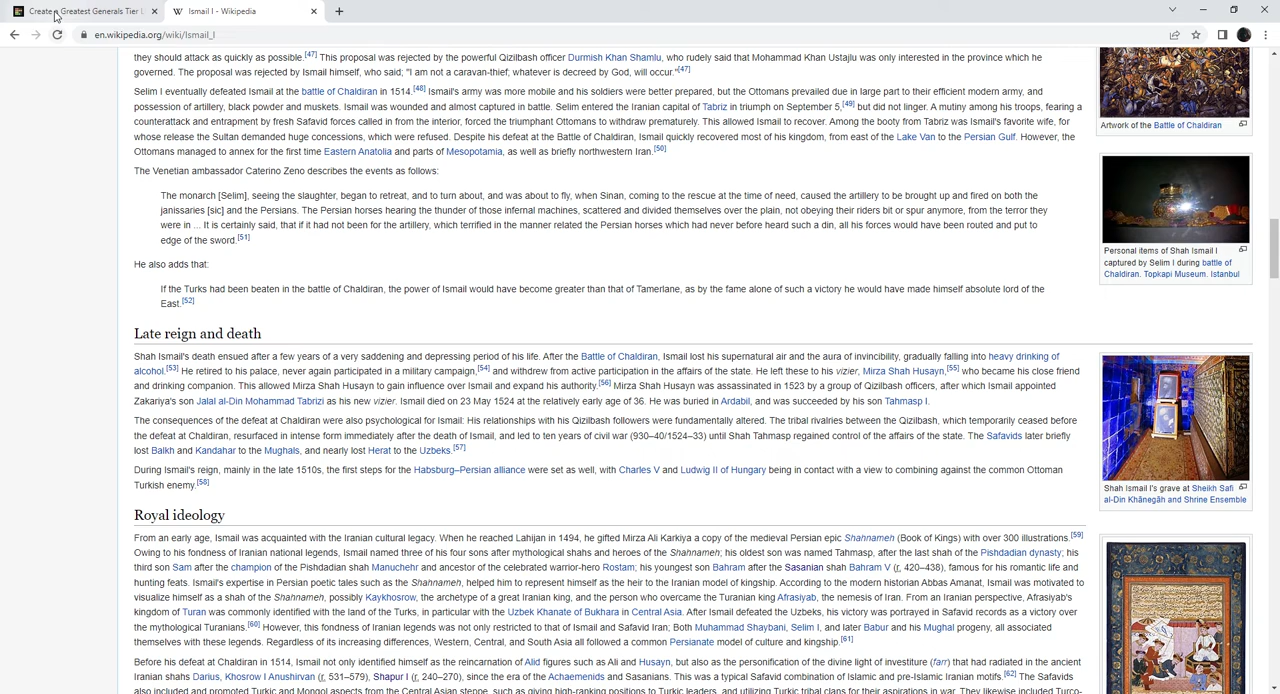 Create a Greatest Generals Tier L
Ismail I - Wikipedia
en.wikipedia.org/wiki/Ismail_I
they should attack as quickly as possible.[47] This proposal was rejected by the powerful Qizilbash officer Durmish Khan Shamlu, who rudely said that Mohammad Khan Ustajlu was only interested in the province which he
governed. The proposal was rejected by Ismail himself, who said; "I am not a caravan-thief; whatever is decreed by God, will occur."[47]
Selim I eventually defeated Ismail at the battle of Chaldiran in 1514.[48] Ismail's army was more mobile and his soldiers were better prepared, but the Ottomans prevailed due in large part to their efficient modern army, and
possession of artillery, black powder and muskets. Ismail was wounded and almost captured in battle. Selim entered the Iranian capital of Tabriz in triumph on September 5,[49] but did not linger. A mutiny among his troops, fearing a
counterattack and entrapment by fresh Safavid forces called in from the interior, forced the triumphant Ottomans to withdraw prematurely. This allowed Ismail to recover. Among the booty from Tabriz was Ismail's favorite wife, for
whose release the Sultan demanded huge concessions, which were refused. Despite his defeat at the Battle of Chaldiran, Ismail quickly recovered most of his kingdom, from east of the Lake Van to the Persian Gulf. However, the
Ottomans managed to annex for the first time Eastern Anatolia and parts of Mesopotamia, as well as briefly northwestern Iran.[50]
The Venetian ambassador Caterino Zeno describes the events as follows:
The monarch [Selim], seeing the slaughter, began to retreat, and to turn about, and was about to fly, when Sinan, coming to the rescue at the time of need, caused the artillery to be brought up and fired on both the
janissaries [sic] and the Persians. The Persian horses hearing the thunder of those infernal machines, scattered and divided themselves over the plain, not obeying their riders bit or spur anymore, from the terror they
were in ... It is certainly said, that if it had not been for the artillery, which terrified in the manner related the Persian horses which had never before heard such a din, all his forces would have been routed and put to
edge of the sword.[51]
He also adds that:
If the Turks had been beaten in the battle of Chaldiran, the power of Ismail would have become greater than that of Tamerlane, as by the fame alone of such a victory he would have made himself absolute lord of the
East.[52]
Late reign and death
Shah Ismail's death ensued after a few years of a very saddening and depressing period of his life. After the Battle of Chaldiran, Ismail lost his supernatural air and the aura of invincibility, gradually falling into heavy drinking of
alcohol.[53] He retired to his palace, never again participated in a military campaign,[54] and withdrew from active participation in the affairs of the state. He left these to his vizier, Mirza Shah Husayn,[55] who became his close friend
and drinking companion. This allowed Mirza Shah Husayn to gain influence over Ismail and expand his authority.[56] Mirza Shah Husayn was assassinated in 1523 by a group of Qizilbash officers, after which Ismail appointed
Zakariya's son Jalal al-Din Mohammad Tabrizi as his new vizier. Ismail died on 23 May 1524 at the relatively early age of 36. He was buried in Ardabil, and was succeeded by his son Tahmasp I.
The consequences of the defeat at Chaldiran were also psychological for Ismail: His relationships with his Qizilbash followers were fundamentally altered. The tribal rivalries between the Qizilbash, which temporarily ceased before
the defeat at Chaldiran, resurfaced in intense form immediately after the death of Ismail, and led to ten years of civil war (930–40/1524–33) until Shah Tahmasp regained control of the affairs of the state. The Safavids later briefly
lost Balkh and Kandahar to the Mughals, and nearly lost Herat to the Uzbeks.[57]
During Ismail's reign, mainly in the late 1510s, the first steps for the Habsburg–Persian alliance were set as well, with Charles V and Ludwig II of Hungary being in contact with a view to combining against the common Ottoman
Turkish enemy.[58]
Royal ideology
From an early age, Ismail was acquainted with the Iranian cultural legacy. When he reached Lahijan in 1494, he gifted Mirza Ali Karkiya a copy of the medieval Persian epic Shahnameh (Book of Kings) with over 300 illustrations.[59]
Owing to his fondness of Iranian national legends, Ismail named three of his four sons after mythological shahs and heroes of the Shahnameh; his oldest son was named Tahmasp, after the last shah of the Pishdadian dynasty; his
third son Sam after the champion of the Pishdadian shah Manuchehr and ancestor of the celebrated warrior-hero Rostam; his youngest son Bahram after the Sasanian shah Bahram V (r. 420–438), famous for his romantic life and
hunting feats. Ismail's expertise in Persian poetic tales such as the Shahnameh, helped him to represent himself as the heir to the Iranian model of kingship. According to the modern historian Abbas Amanat, Ismail was motivated to
visualize himself as a shah of the Shahnameh, possibly Kaykhosrow, the archetype of a great Iranian king, and the person who overcame the Turanian king Afrasiyab, the nemesis of Iran. From an Iranian perspective, Afrasiyab's
kingdom of Turan was commonly identified with the land of the Turks, in particular with the Uzbek Khanate of Bukhara in Central Asia. After Ismail defeated the Uzbeks, his victory was portrayed in Safavid records as a victory over
the mythological Turanians.[60] However, this fondness of Iranian legends was not only restricted to that of Ismail and Safavid Iran; Both Muhammad Shaybani, Selim I, and later Babur and his Mughal progeny, all associated
themselves with these legends. Regardless of its increasing differences, Western, Central, and South Asia all followed a common Persianate model of culture and kingship.[61]
Before his defeat at Chaldiran in 1514, Ismail not only identified himself as the reincarnation of Alid figures such as Ali and Husayn, but also as the personification of the divine light of investiture (farr) that had radiated in the ancient
Iranian shahs Darius, Khosrow I Anushirvan (r. 531–579), Shapur I (r. 240–270), since the era of the Achaemenids and Sasanians. This was a typical Safavid combination of Islamic and pre-Islamic Iranian motifs.[62] The Safavids
also included and promoted Turkic and Mongol aspects from the Central Asian steppe, such as giving high-ranking positions to Turkic leaders, and utilizing Turkic tribal clans for their aspirations in war. They likewise included Turco-
Artwork of the Battle of Chaldiran
Personal items of Shah Ismail I
captured by Selim I during battle of
Chaldiran. Topkapi Museum. Istanbul
Shah Ismail I's grave at Sheikh Safi
al-Din Khānegāh and Shrine Ensemble